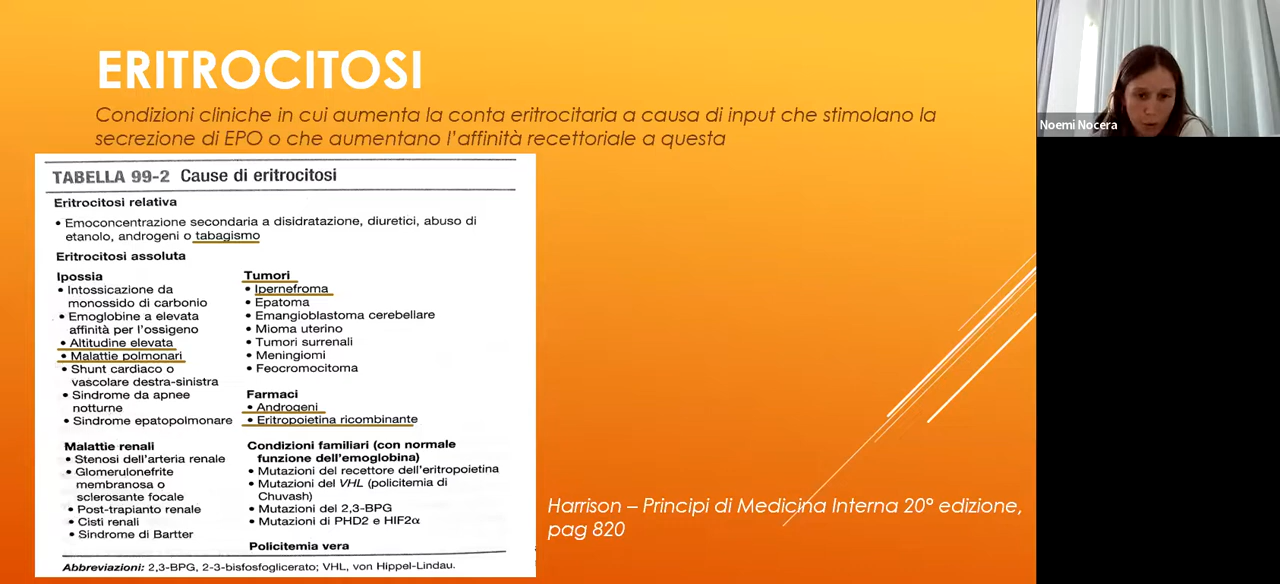 ERITROCITOSI
Condizioni cliniche in cui aumenta la conta eritrocitaria a causa di input che stimolano la
secrezione di EPO o che aumentano l'affinità recettoriale a questa
TABELLA 99-2 Cause di eritrocitosi
Eritrocitosi relativa
• Emoconcentrazione secondaria a disidratazione, diuretici, abuso di
etanolo, androgeni o tabagismo
Eritrocitosi assoluta
Ipossia
• Intossicazione da
monossido di carbonio
• Emoglobine a elevata
affinità per l'ossigeno
• Altitudine elevata
• Malattie polmonari
• Shunt cardiaco o
vascolare destra-sinistra
• Sindrome da apnee
notturne
• Sindrome epatopolmonare
Malattie renali
• Stenosi dell'arteria renale
• Glomerulonefrite
membranosa o
sclerosante focale
• Post-trapianto renale
• Cisti renali
• Sindrome di Bartter
Tumori
• Ipernefroma
• Epatoma
• Emangioblastoma cerebellare
• Mioma uterino
• Tumori surrenali
• Meningiomi
• Feocromocitoma
Farmaci
• Androgeni
• Eritropoietina ricombinante
Condizioni familiari (con normale
funzione dell'emoglobina)
• Mutazioni del recettore dell'eritropoietina
• Mutazioni del VHL (policitemia di
Chuvash)
• Mutazioni del 2,3-BPG
• Mutazioni di PHD2 e HIF2α
Policitemia vera
Abbreviazioni: 2,3-BPG, 2-3-bisfosfoglicerato; VHL, von Hippel-Lindau.
Harrison – Principi di Medicina Interna 20° edizione,
pag 820
Noemi Nocera